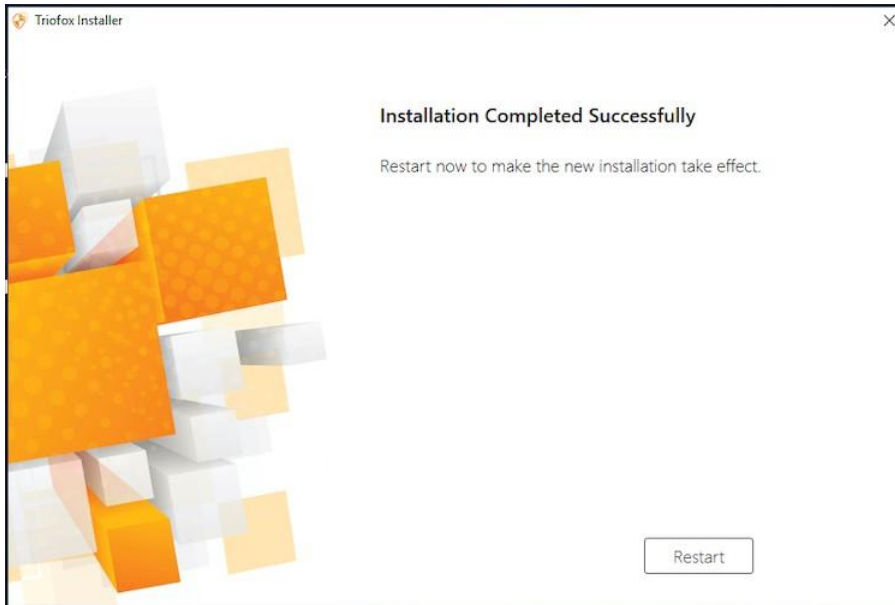 Triofox Installer
Installation Completed Successfully
Restart now to make the new installation take effect.
Restart